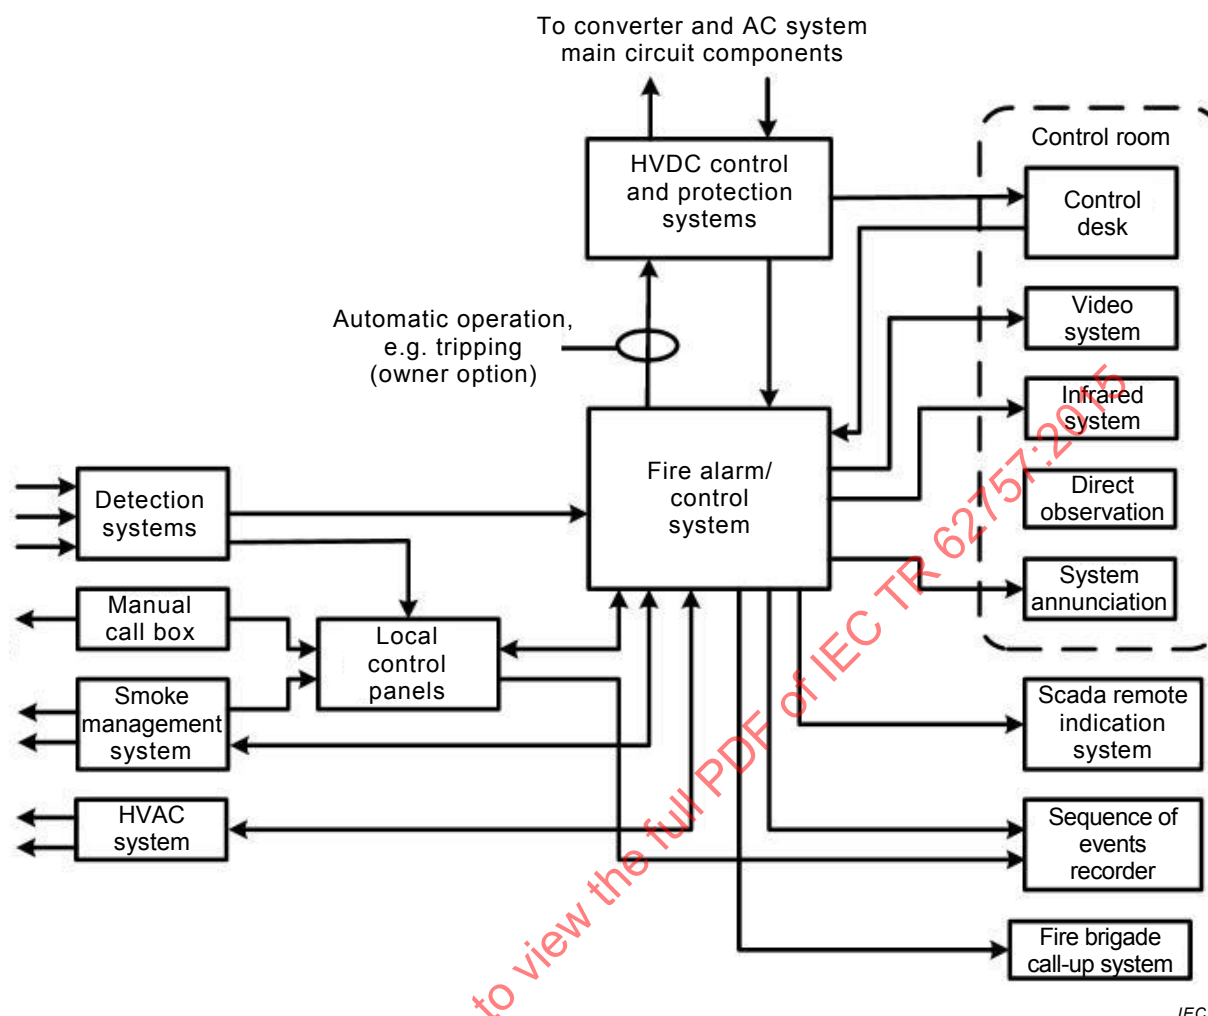 To converter and AC system
main circuit components
Control room
HVDC control
and protection
systems
Control
desk
Automatic operation,
e.g. tripping
(owner option)
Video
system
Infrared
system
Fire alarm/
control
system
Detection
systems
Direct
observation
Manual
call box
Local
control
panels
System
annunciation
Smoke
management
system
Scada remote
indication
system
HVAC
system
Sequence of
events
recorder
Fire brigade
call-up system
IEC
to view the full PDF of IEC TR 62757:2015